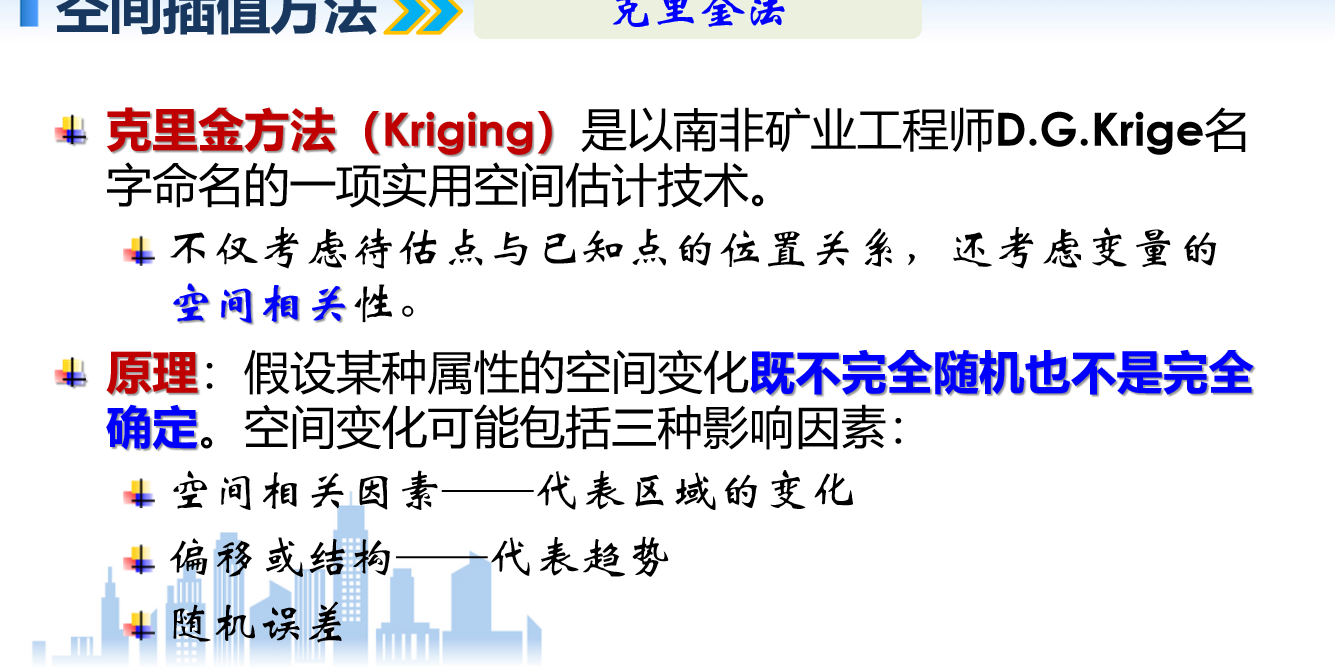 空间插值方法
克里金法
克里金方法（Kriging）是以南非矿业工程师D.G.Krige名
字命名的一项实用空间估计技术。
不仅考虑待估点与已知点的位置关系，还考虑变量的
空间相关性。
原理：假设某种属性的空间变化既不完全随机也不是完全
确定。空间变化可能包括三种影响因素：
空间相关因素——代表区域的变化
偏移或结构——代表趋势
随机误差